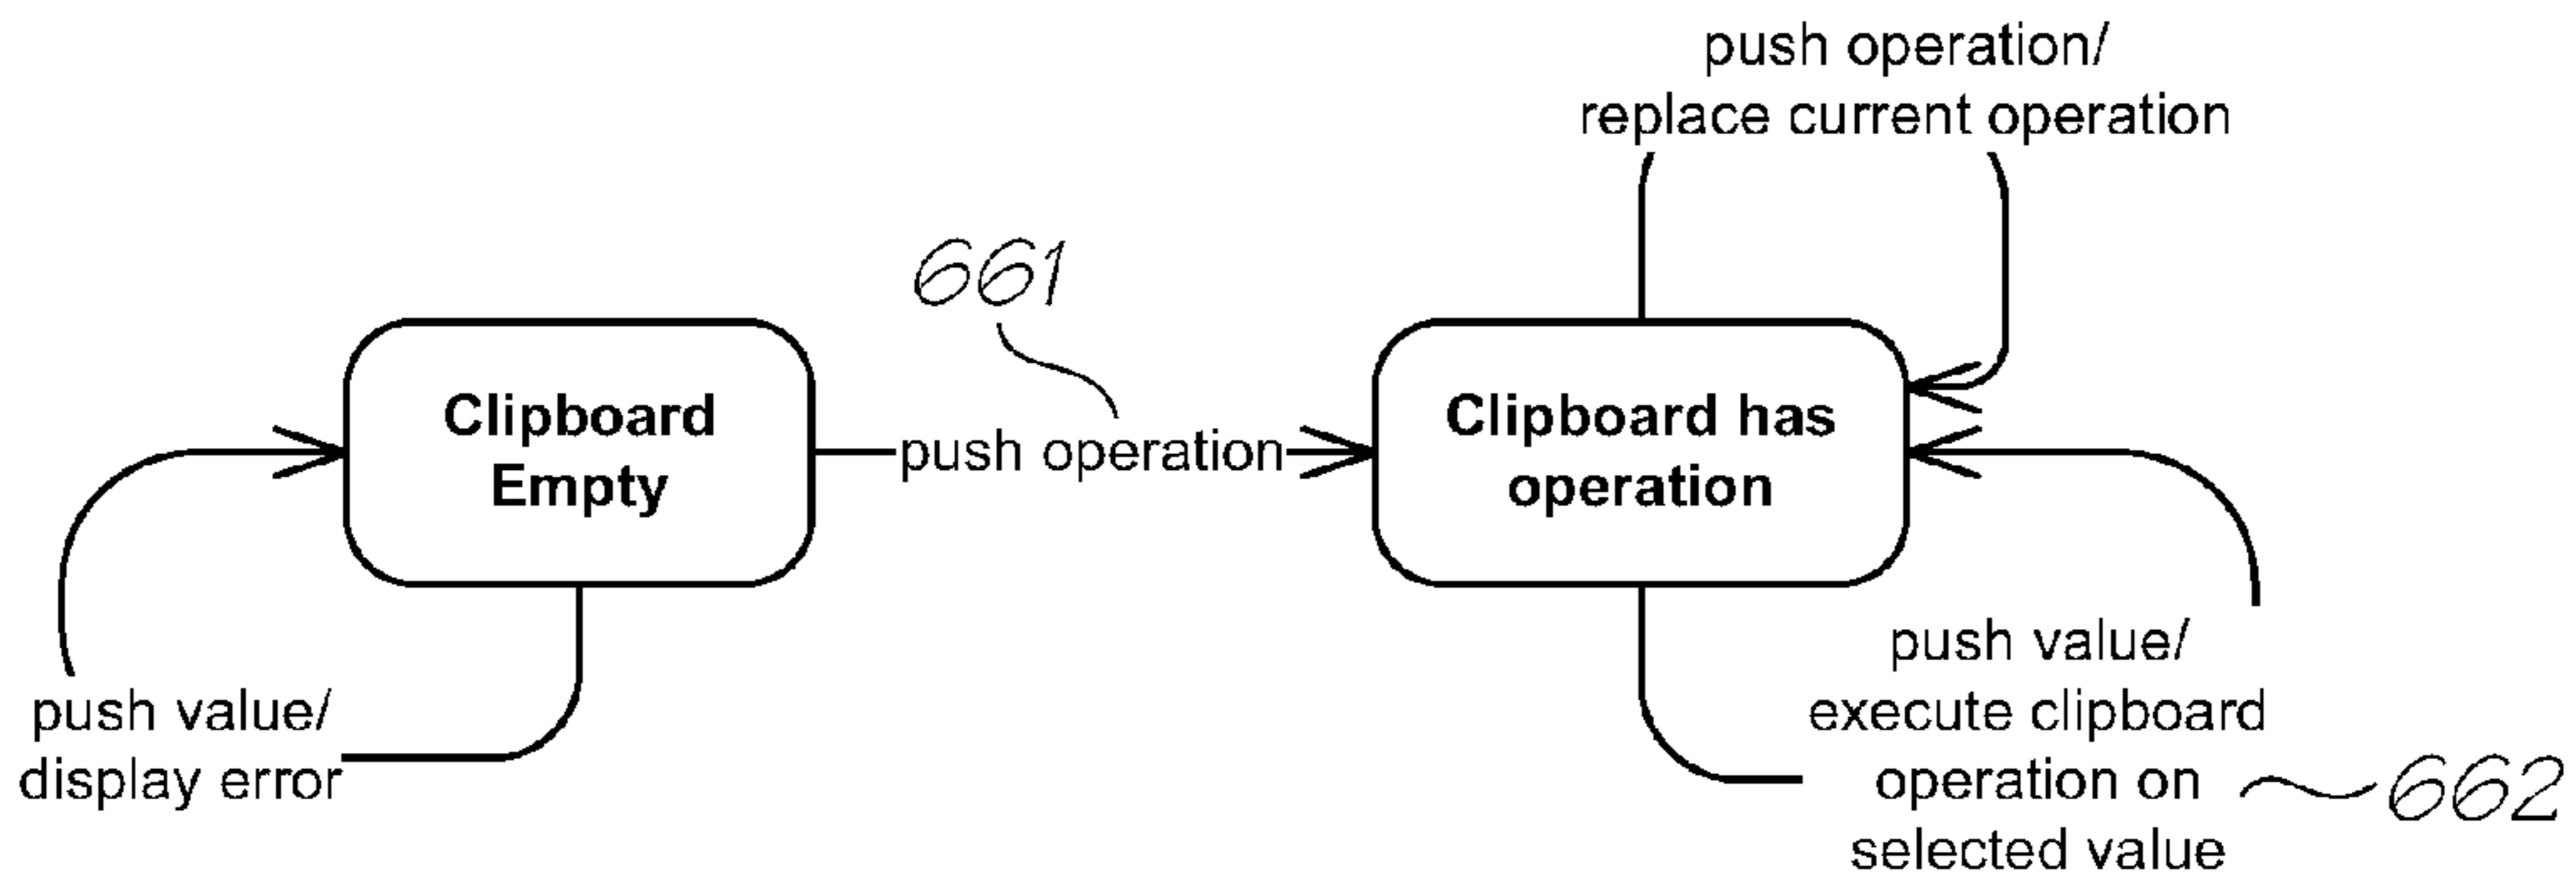 push operation/
replace current operation
661
Clipboard
Empty
push operation
Clipboard has
operation
push value/
display error
push value/
execute clipboard
operation on
selected value
662